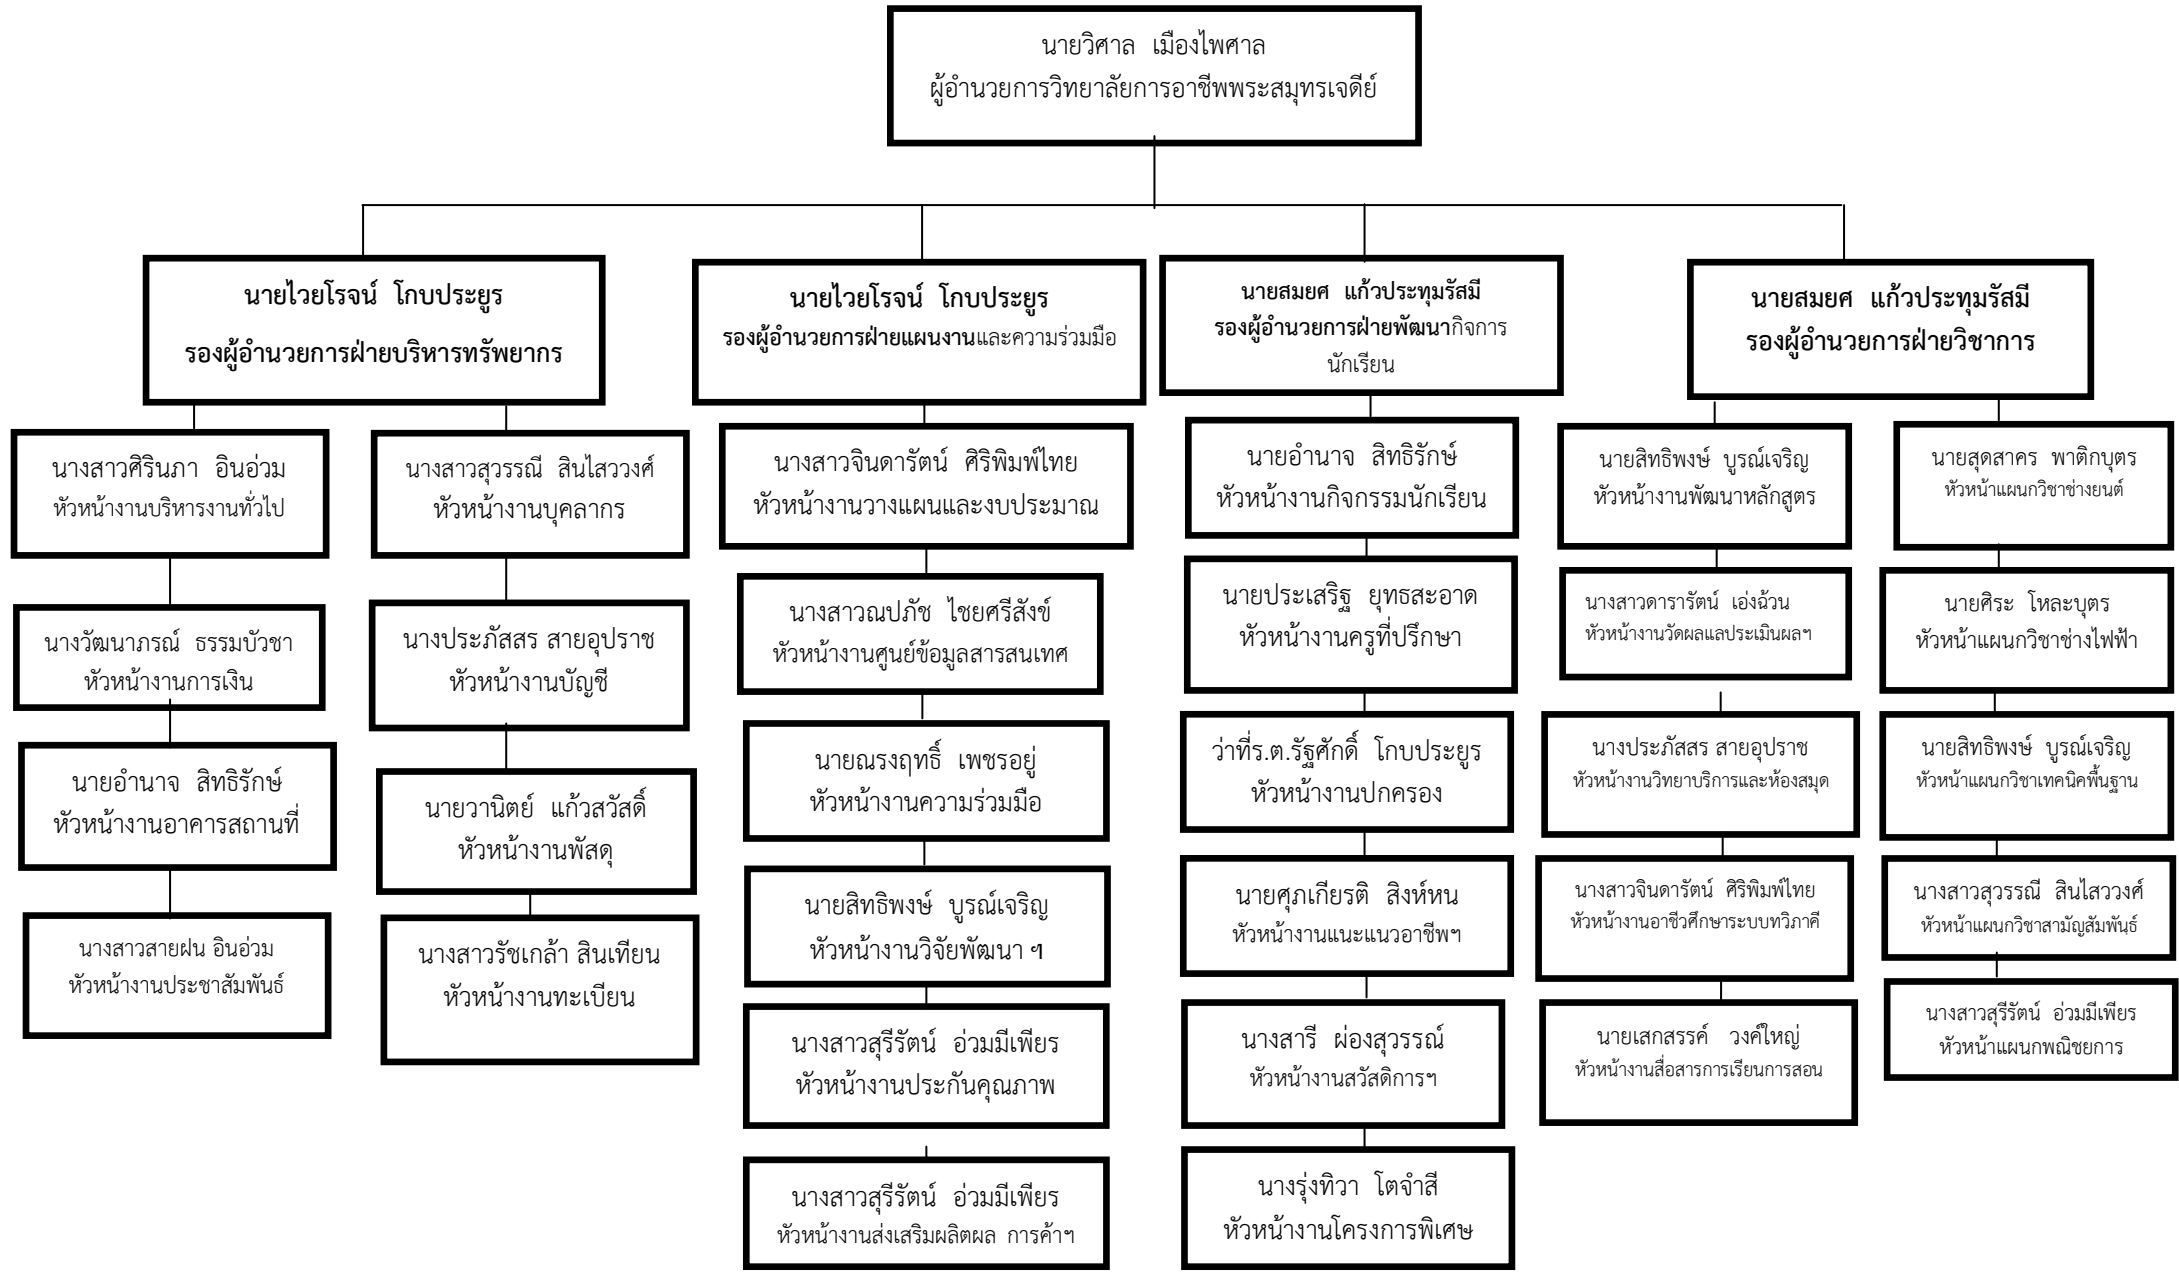 นายวิศาล เมืองไพศาล
ผู้อำนวยการวิทยาลัยการอาชีพพระสมุทรเจดีย์
นายไวยโรจน์ โกบประยูร
รองผู้อำนวยการฝ่ายบริหารทรัพยากร
นางสาวศิรินภา อินอ่วม
หัวหน้างานบริหารงานทั่วไป
นางวัฒนาภรณ์ ธรรมบัวชา
หัวหน้างานการเงิน
นายอำนาจ สิทธิรักษ์
หัวหน้างานอาคารสถานที่
นางสาวสายฝน อินอ่วม
หัวหน้างานประชาสัมพันธ์
นางสาวสุวรรณี สินไสววงศ์
หัวหน้างานบุคลากร
นางประภัสสร สายอุปราช
หัวหน้างานบัญชี
นายวานิตย์ แก้วสวัสดิ์
หัวหน้างานพัสดุ
นางสาวรัชเกล้า สินเทียน
หัวหน้างานทะเบียน
นายไวยโรจน์ โกบประยูร
รองผู้อำนวยการฝ่ายแผนงานและความร่วมมือ
นางสาวจินดารัตน์ ศิริพิมพ์ไทย
หัวหน้างานวางแผนและงบประมาณ
นางสาวณปภัช ไชยศรีสังข์
หัวหน้างานศูนย์ข้อมูลสารสนเทศ
นายณรงฤทธิ์ เพชรอยู่
หัวหน้างานความร่วมมือ
นายสิทธิพงษ์ บูรณ์เจริญ
หัวหน้างานวิจัยพัฒนา ฯ
นางสาวสุรีรัตน์ อ่วมมีเพียร
หัวหน้างานประกันคุณภาพ
นางสาวสุรีรัตน์ อ่วมมีเพียร
หัวหน้างานส่งเสริมผลิตผล การค้าฯ
นายสมยศ แก้วประทุมรัสมี
รองผู้อำนวยการฝ่ายพัฒนากิจการ
นักเรียน
นายอำนาจ สิทธิรักษ์
หัวหน้างานกิจกรรมนักเรียน
นายประเสริฐ ยุทธสะอาด
หัวหน้างานครูที่ปรึกษา
ว่าที่ร.ต.รัฐศักดิ์ โกบประยูร
หัวหน้างานปกครอง
นายศุภเกียรติ สิงห์หน
หัวหน้างานแนะแนวอาชีพฯ
นางสารี ผ่องสุวรรณ์
หัวหน้างานสวัสดิการฯ
นางรุ่งทิวา โตจำสี
หัวหน้างานโครงการพิเศษ
นายสมยศ แก้วประทุมรัสมี
รองผู้อำนวยการฝ่ายวิชาการ
นายสิทธิพงษ์ บูรณ์เจริญ
หัวหน้างานพัฒนาหลักสูตร
นางสาวดารารัตน์ เอ่งฉ้วน
หัวหน้างานวัดผลแลประเมินผลฯ
นางประภัสสร สายอุปราช
หัวหน้างานวิทยาบริการและห้องสมุด
นางสาวจินดารัตน์ ศิริพิมพ์ไทย
หัวหน้างานอาชีวศึกษาระบบทวิภาคี
นายเสกสรรค์ วงค์ใหญ่
หัวหน้างานสื่อสารการเรียนการสอน
นายสุดสาคร พาติกบุตร
หัวหน้าแผนกวิชาช่างยนต์
นายศิระ โหละบุตร
หัวหน้าแผนกวิชาช่างไฟฟ้า
นายสิทธิพงษ์ บูรณ์เจริญ
หัวหน้าแผนกวิชาเทคนิคพื้นฐาน
นางสาวสุวรรณี สินไสววงศ์
หัวหน้าแผนกวิชาสามัญสัมพันธ์
นางสาวสุรีรัตน์ อ่วมมีเพียร
หัวหน้าแผนกพณิชยการ